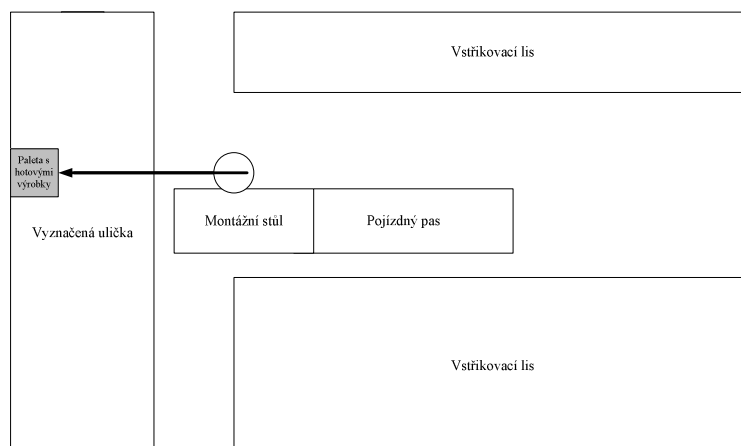 Vstřikovací lis
Paleta s
hotovými
výrobky
Montážní stůl
Pojízdný pas
Vyznačená ulička
Vstřikovací lis